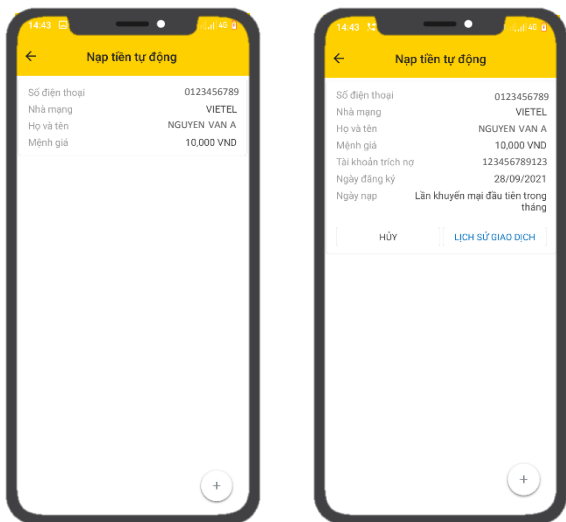 14:43
Nạp tiền tự động
Số điện thoại 0123456789
Nhà mạng VIETEL
Họ và tên NGUYEN VAN A
Mệnh giá 10,000 VND
+
14:43
Nạp tiền tự động
Số điện thoại 0123456789
Nhà mạng VIETEL
Họ và tên NGUYEN VAN A
Mệnh giá 10,000 VND
Tài khoản trích nợ 123456789123
Ngày đăng ký 28/09/2021
Ngày nạp Lần khuyến mại đầu tiên trong
tháng
HỦY LỊCH SỬ GIAO DỊCH
+